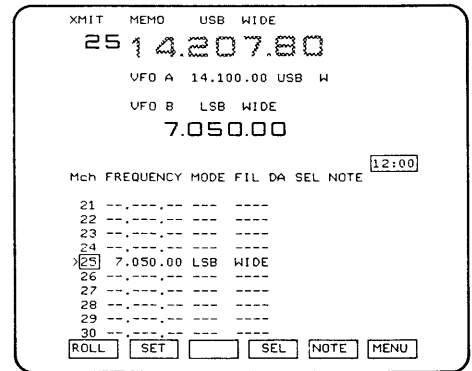 XMIT MEMO USB WIDE
25 14.207.80
VFO A 14.100.00 USB W
VFO B LSB WIDE
7.050.00
12:00
Mch FREQUENCY MODE FIL DA SEL NOTE
21 --.---.-- --- ----
22 --.---.-- --- ----
23 --.---.-- --- ----
24 --.---.-- --- ----
>25 7.050.00 LSB WIDE
26 --.---.-- --- ----
27 --.---.-- --- ----
28 --.---.-- --- ----
29 --.---.-- --- ----
30 --.---.-- --- ----
ROLL SET SEL NOTE MENU